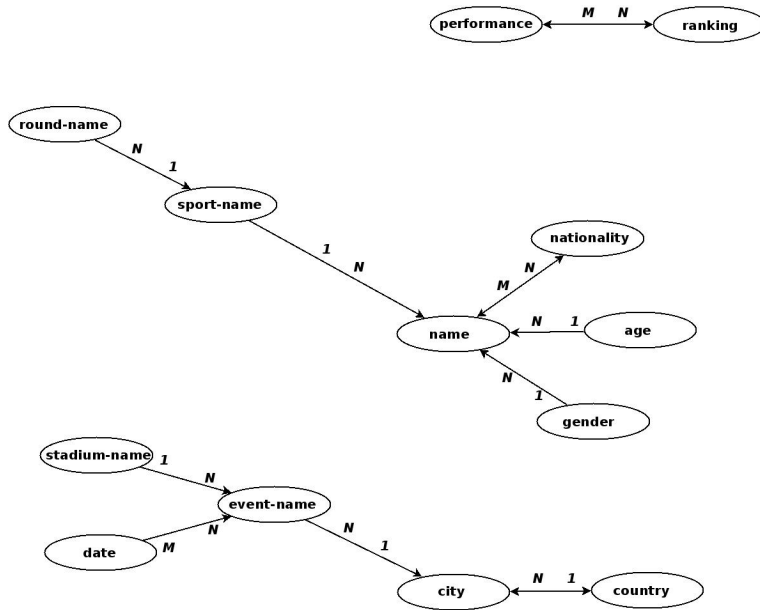 performance M N ranking
round-name
N
1
sport-name
1
N
nationality
N
M
name N 1 age
N
1
gender
stadium-name
1
N
event-name
date M N
N
1
city N 1 country